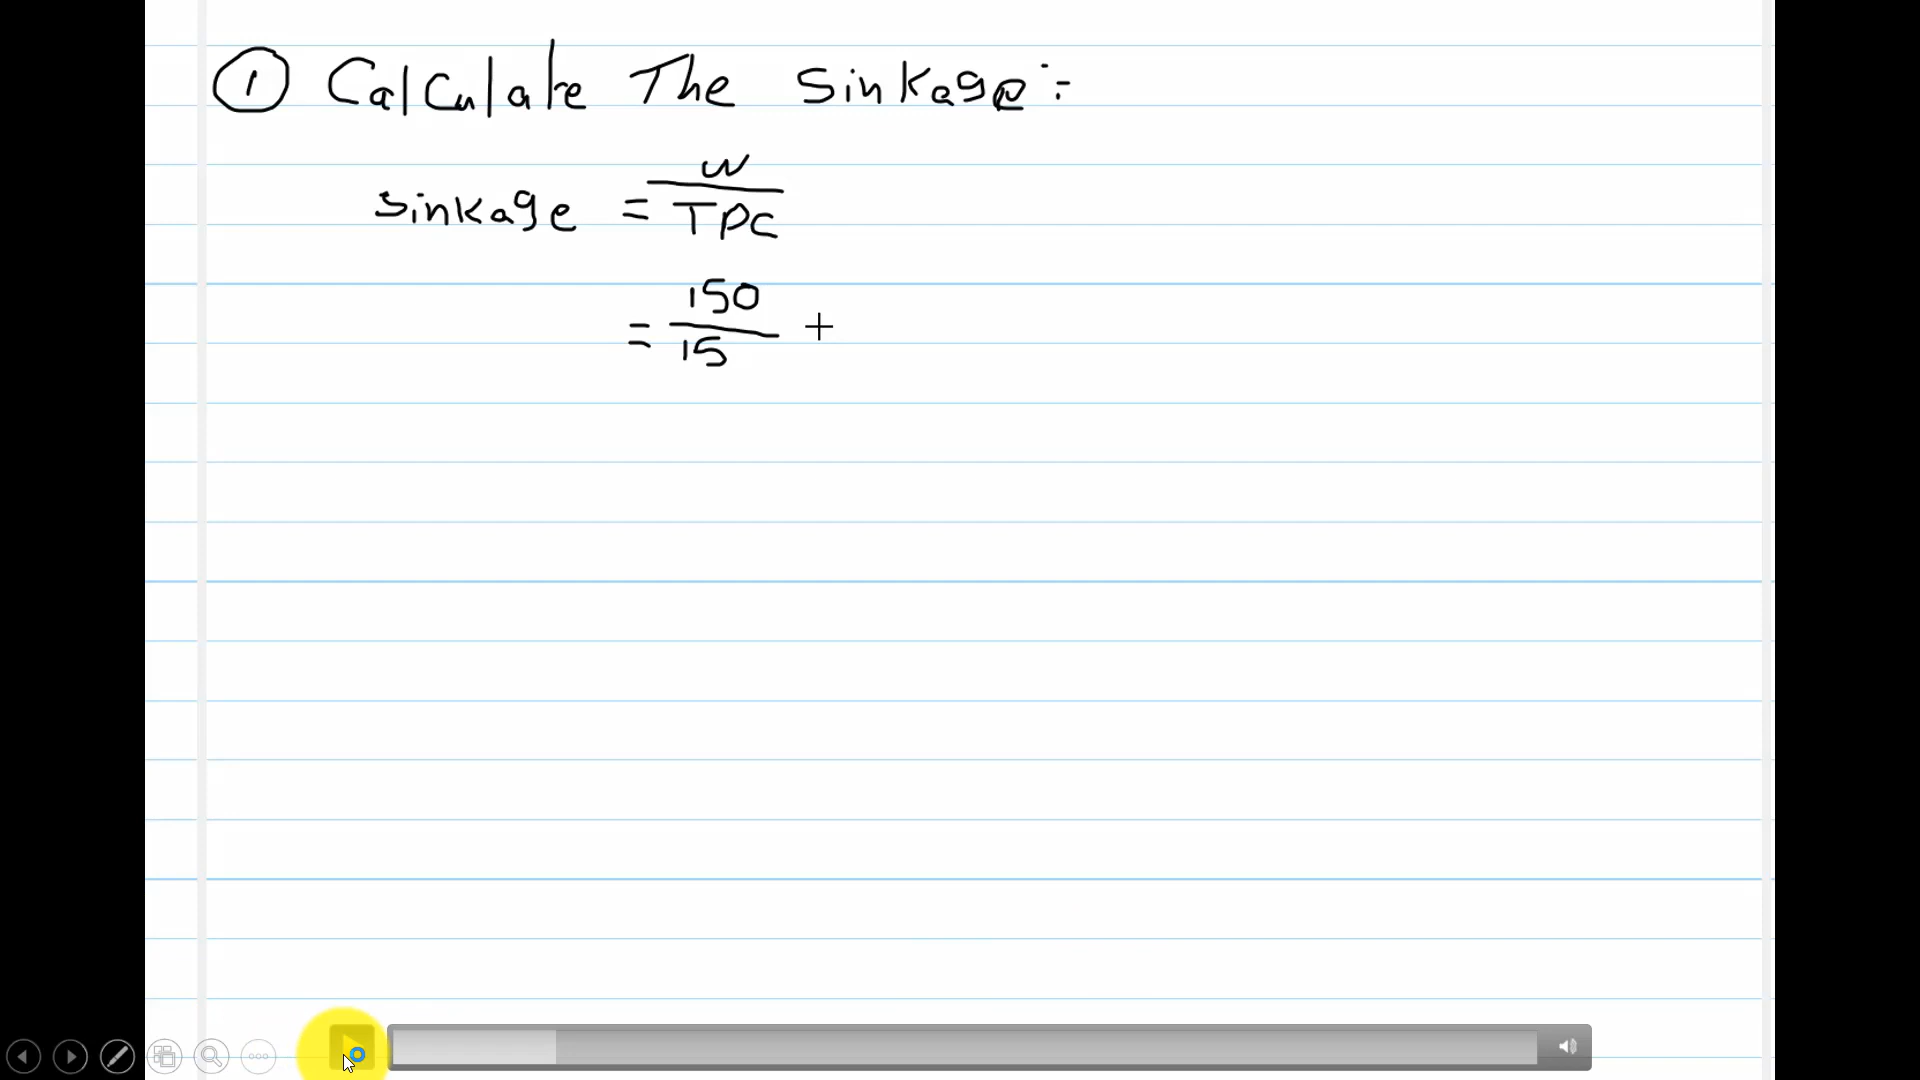 ① Calculate The Sinkage:-
sinkage = w / TPC
= 150 / 15